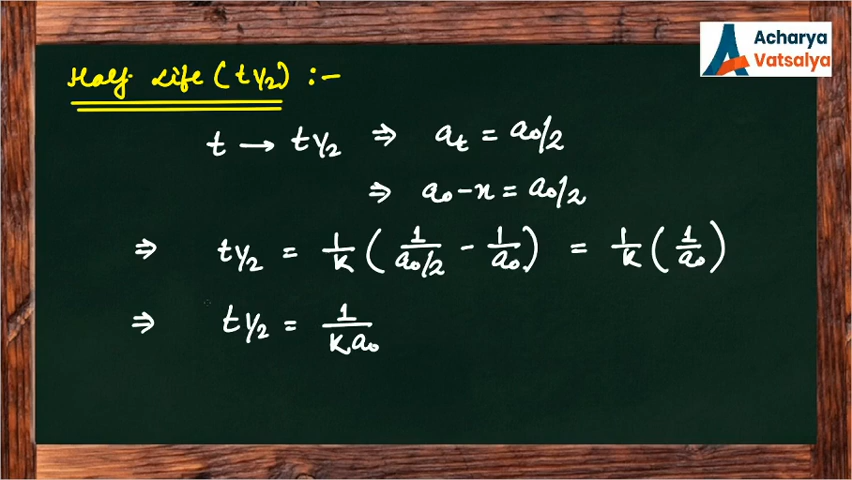 Acharya
Vatsalya
Half Life (t1/2) :-
t → t1/2 ⇒ at = a0/2
⇒ a0 - x = a0/2
⇒ t1/2 = 1/K ( 1/(a0/2) - 1/a0 ) = 1/K ( 1/a0 )
⇒ t1/2 = 1/(K a0)